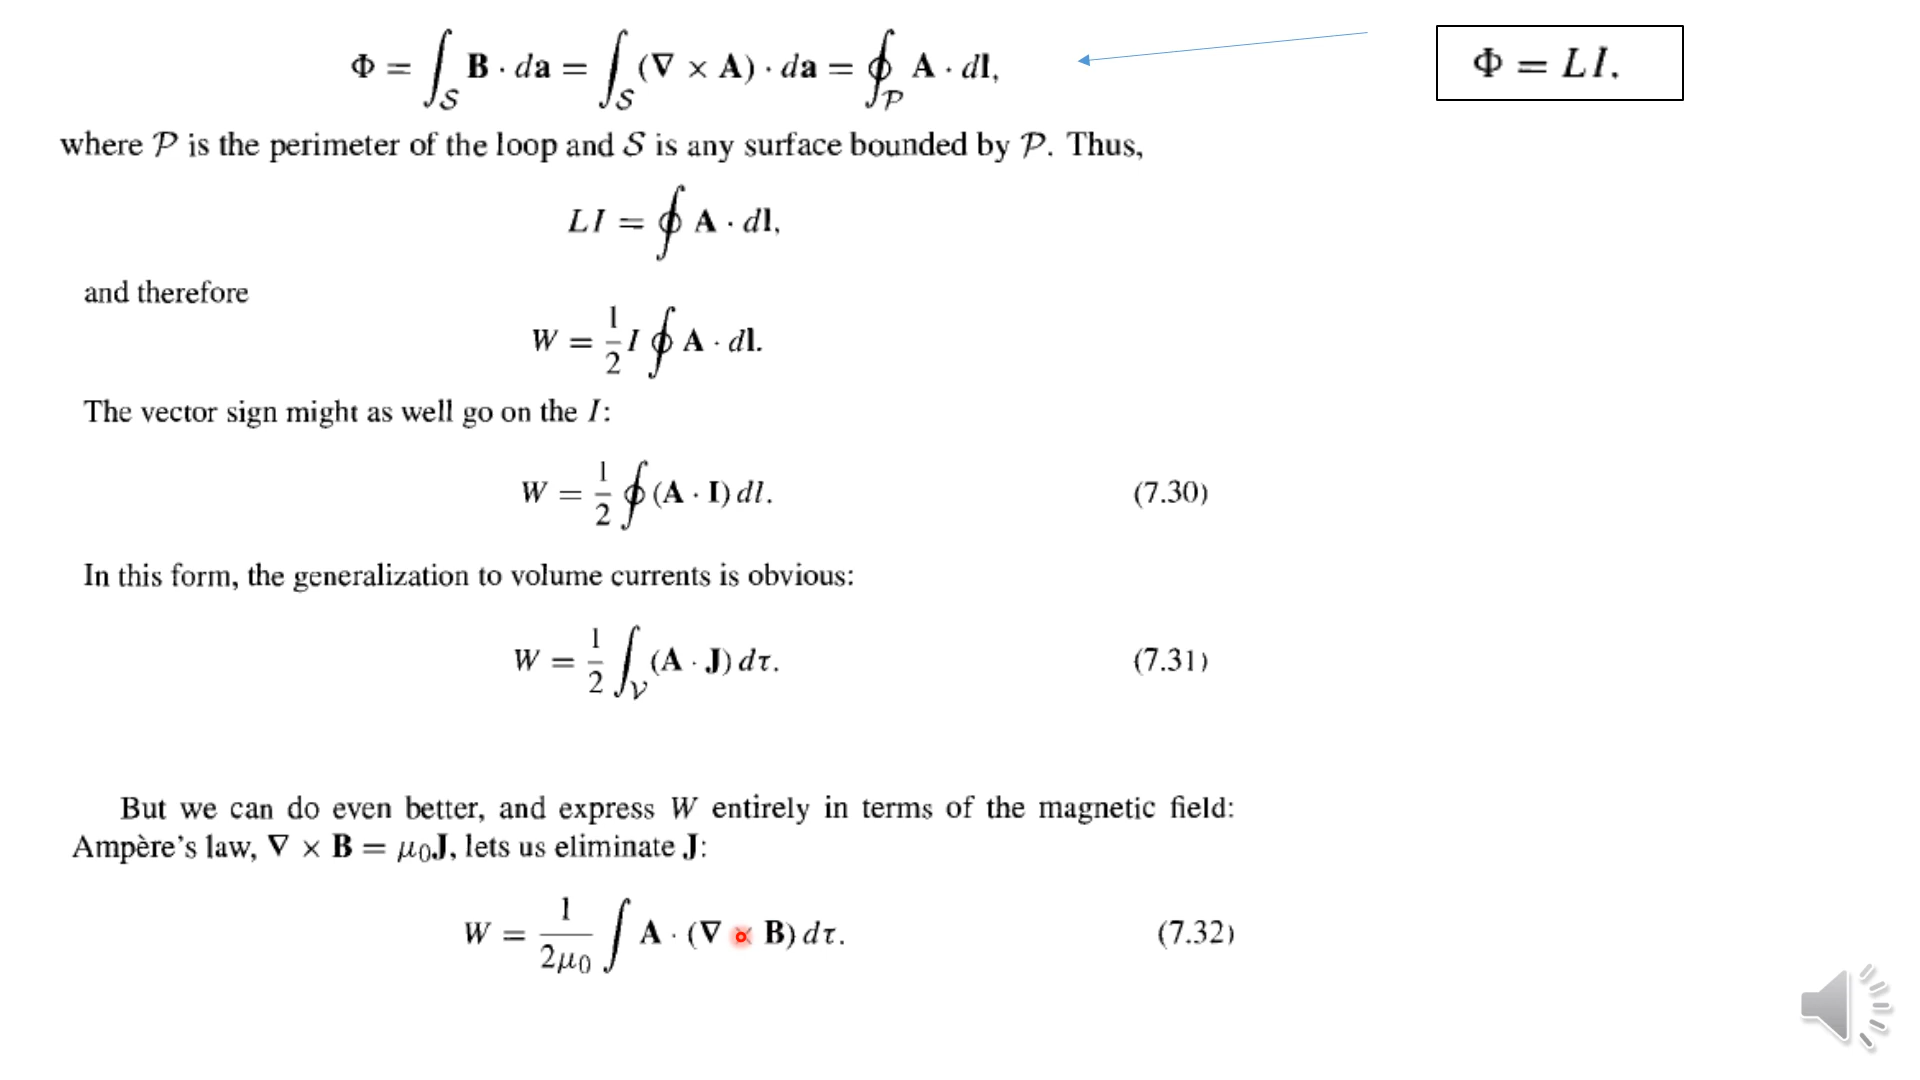 Φ = ∫_S B · da = ∫_S (∇ × A) · da = ∮_P A · dl,
Φ = LI.
where P is the perimeter of the loop and S is any surface bounded by P. Thus,
LI = ∮ A · dl,
and therefore
W = 1/2 I ∮ A · dl.
The vector sign might as well go on the I:
W = 1/2 ∮ (A · I) dl. (7.30)
In this form, the generalization to volume currents is obvious:
W = 1/2 ∫_V (A · J) dτ. (7.31)
But we can do even better, and express W entirely in terms of the magnetic field:
Ampère's law, ∇ × B = μ₀J, lets us eliminate J:
W = 1/2μ₀ ∫ A · (∇ × B) dτ. (7.32)